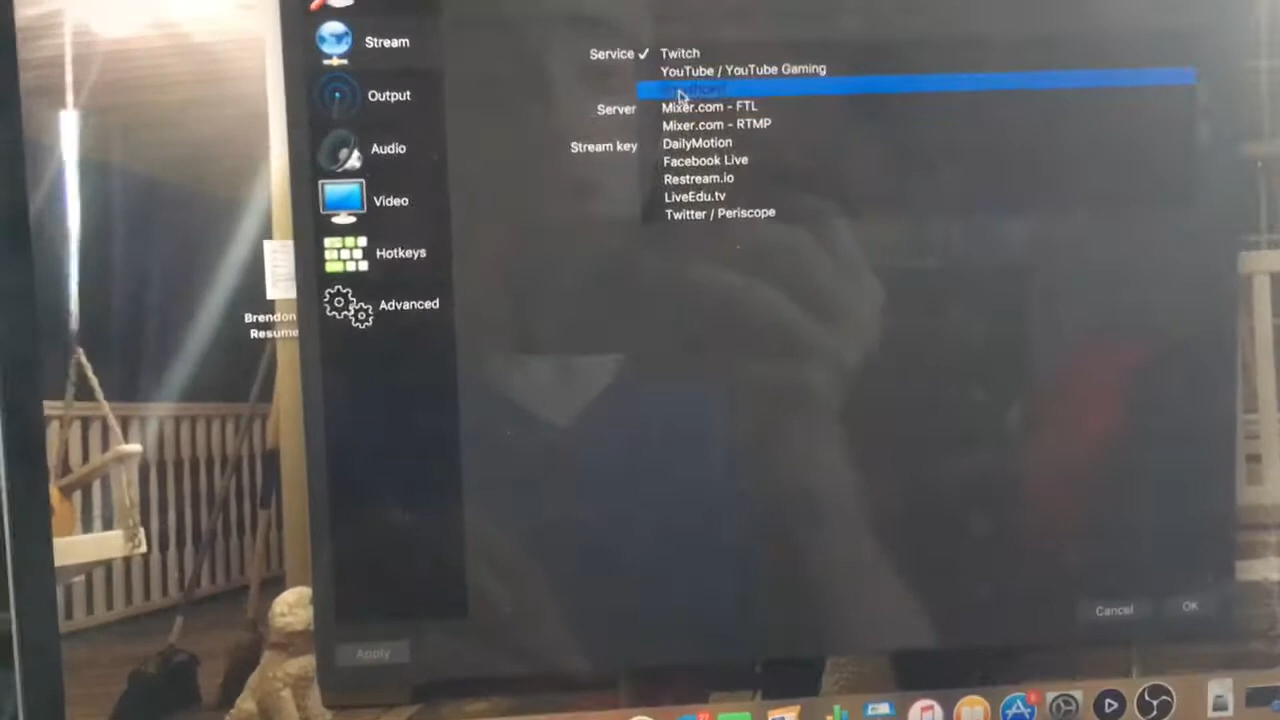 Stream
Output
Audio
Video
Hotkeys
Advanced
Service ✓ Twitch
YouTube / YouTube Gaming
Mixer.com - FTL
Mixer.com - RTMP
DailyMotion
Facebook Live
Restream.io
LiveEdu.tv
Twitter / Periscope
Server
Stream key
Brendon
Resume
Apply
Cancel
OK